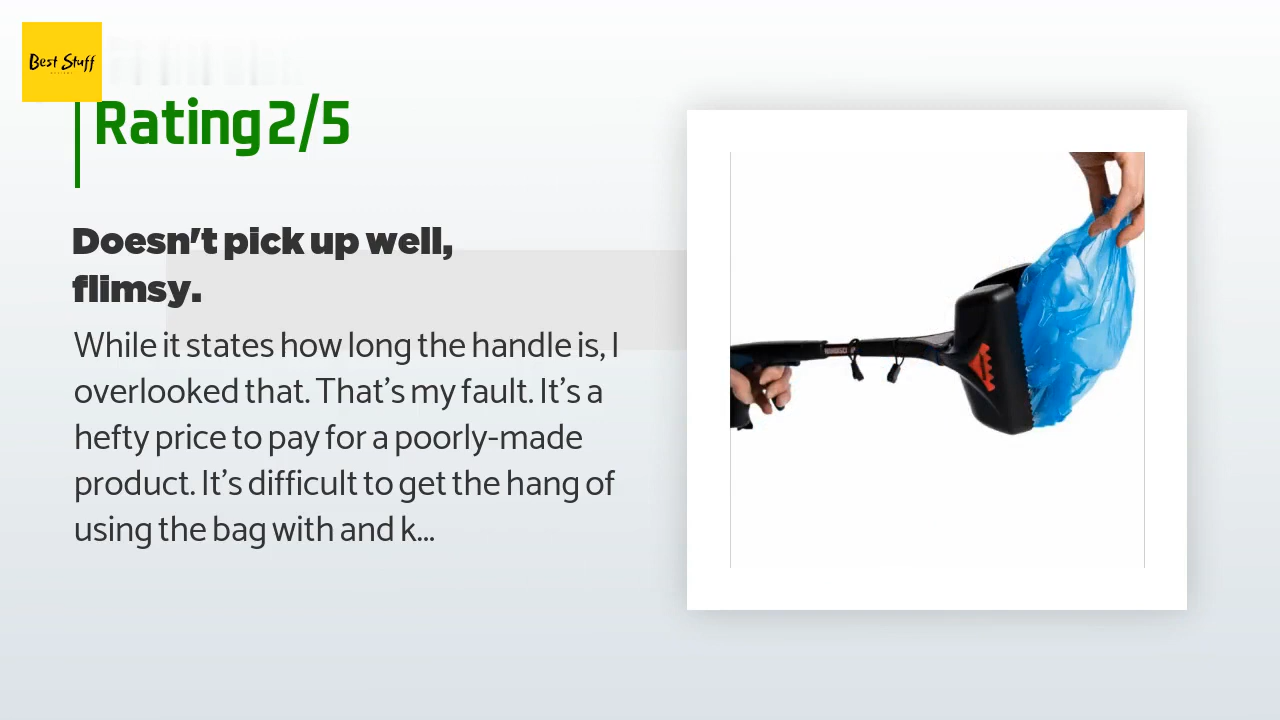 Best Stuff
Rating 2/5
Doesn't pick up well,
flimsy.
While it states how long the handle is, I
overlooked that. That's my fault. It's a
hefty price to pay for a poorly-made
product. It's difficult to get the hang of
using the bag with and k...